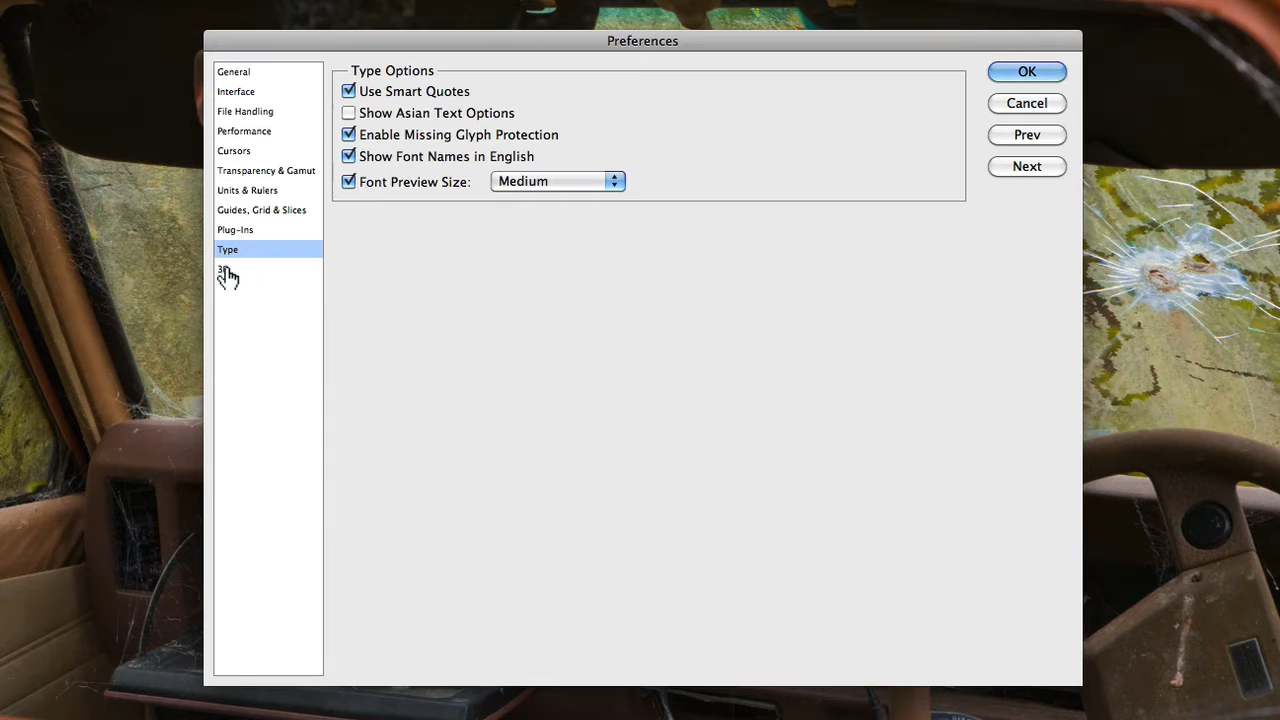 Preferences
General
Interface
File Handling
Performance
Cursors
Transparency & Gamut
Units & Rulers
Guides, Grid & Slices
Plug-Ins
Type
Type Options
Use Smart Quotes
Show Asian Text Options
Enable Missing Glyph Protection
Show Font Names in English
Font Preview Size: Medium
OK
Cancel
Prev
Next